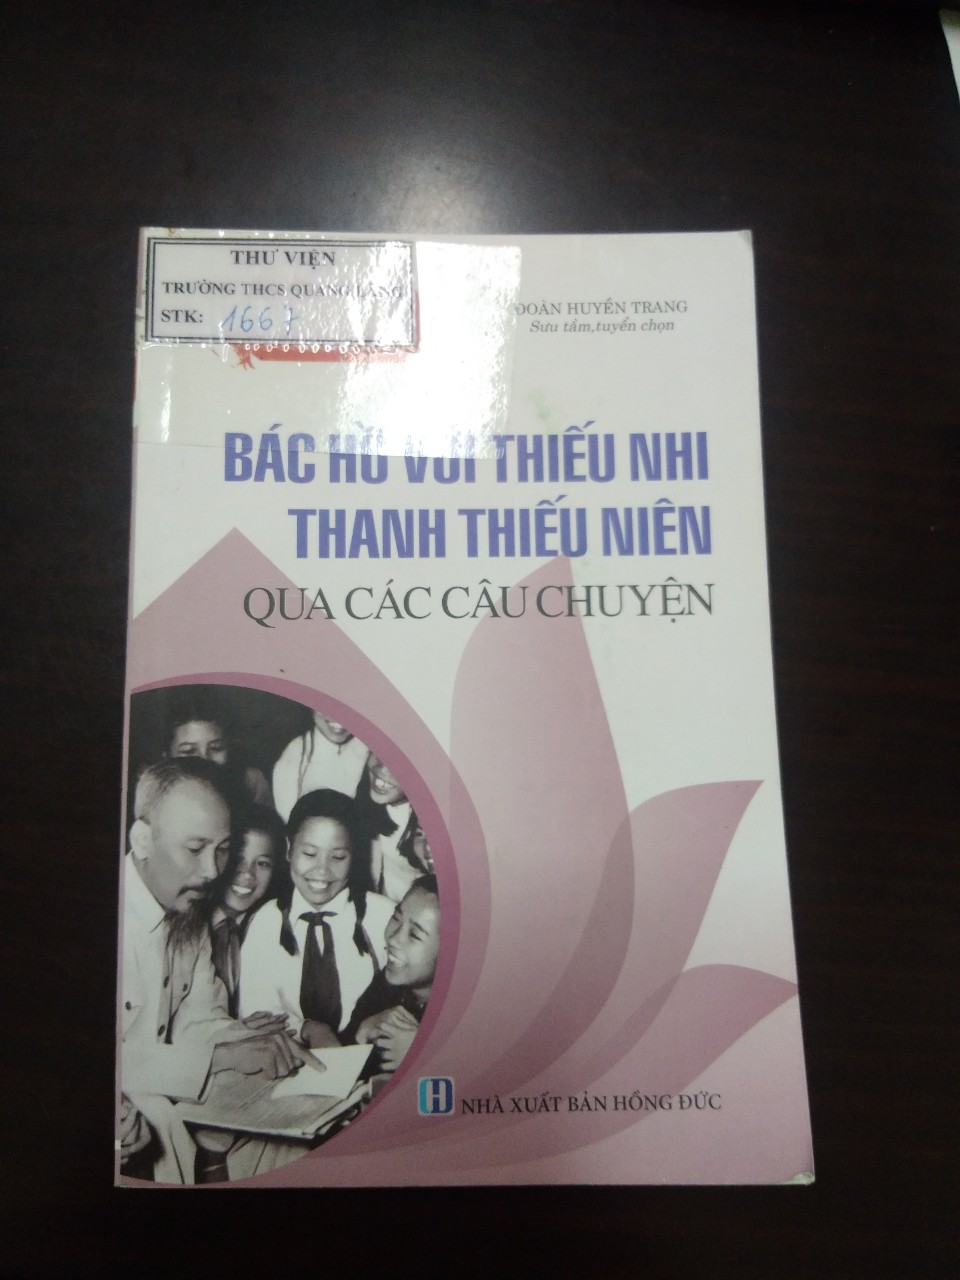 THƯ VIỆN
TRƯỜNG THCS QUANG LÃNG
STK: 1667
ĐOÀN HUYỀN TRANG
Sưu tầm,tuyển chọn
BÁC HỒ VỚI THIẾU NHI
THANH THIẾU NIÊN
QUA CÁC CÂU CHUYỆN
NHÀ XUẤT BẢN HỒNG ĐỨC